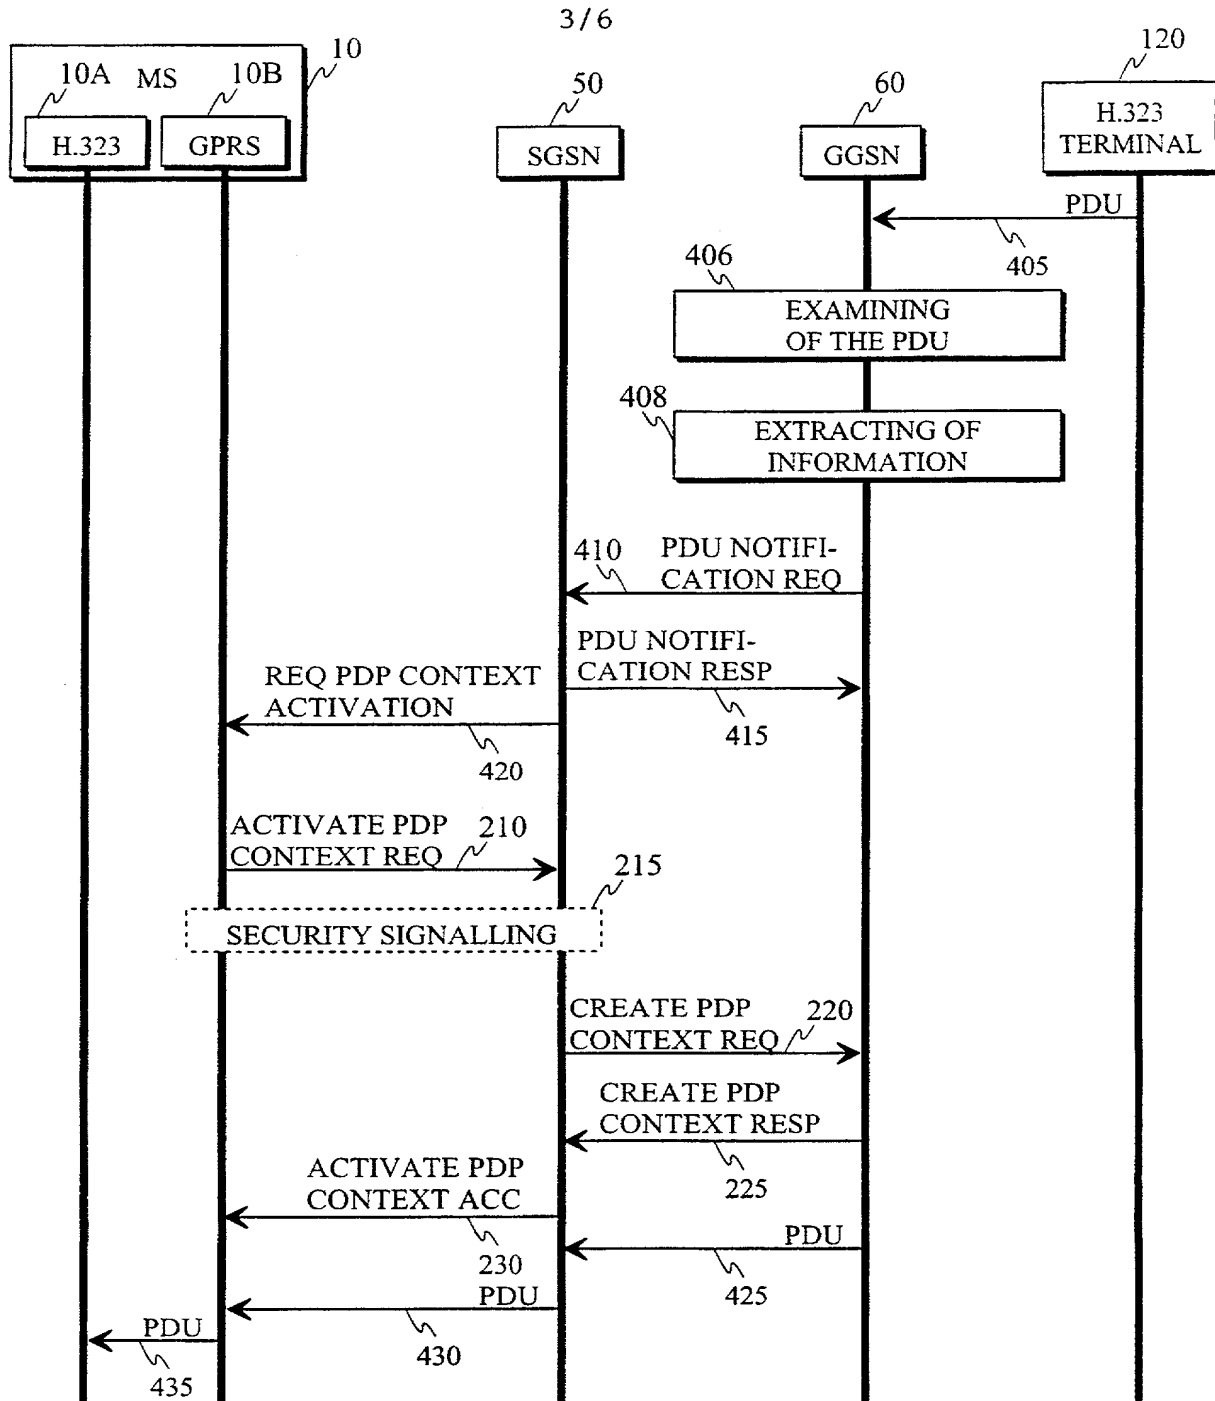 3/6
10
120
10A
MS
10B
50
60
H.323
GPRS
SGSN
GGSN
H.323
TERMINAL
PDU
405
406
EXAMINING
OF THE PDU
408
EXTRACTING OF
INFORMATION
410
PDU NOTIFI-
CATION REQ
PDU NOTIFI-
CATION RESP
415
REQ PDP CONTEXT
ACTIVATION
420
ACTIVATE PDP
CONTEXT REQ
210
215
SECURITY SIGNALLING
CREATE PDP
CONTEXT REQ
220
CREATE PDP
CONTEXT RESP
225
ACTIVATE PDP
CONTEXT ACC
230
PDU
425
PDU
430
PDU
435